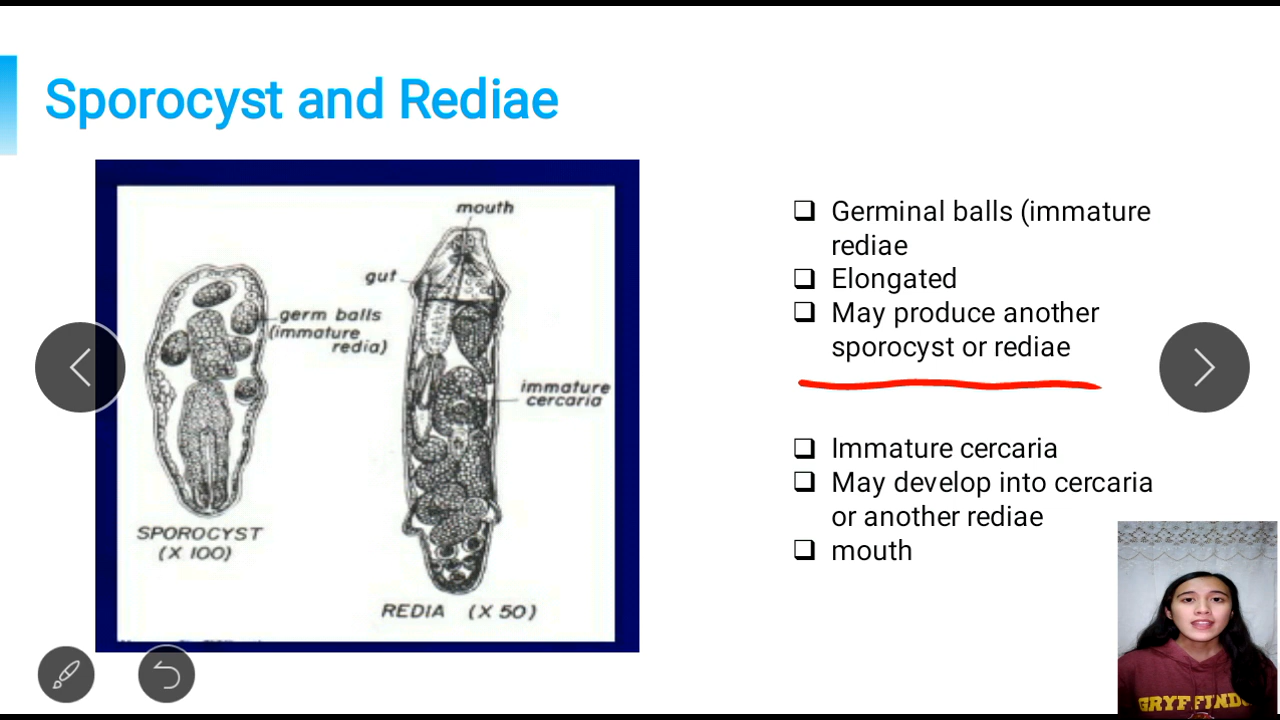 Sporocyst and Rediae
mouth
gut
germ balls
(immature
redia)
immature
cercaria
SPOROCYST
(X 100)
REDIA (X 50)
❑ Germinal balls (immature
rediae
❑ Elongated
❑ May produce another
sporocyst or rediae
❑ Immature cercaria
❑ May develop into cercaria
or another rediae
❑ mouth